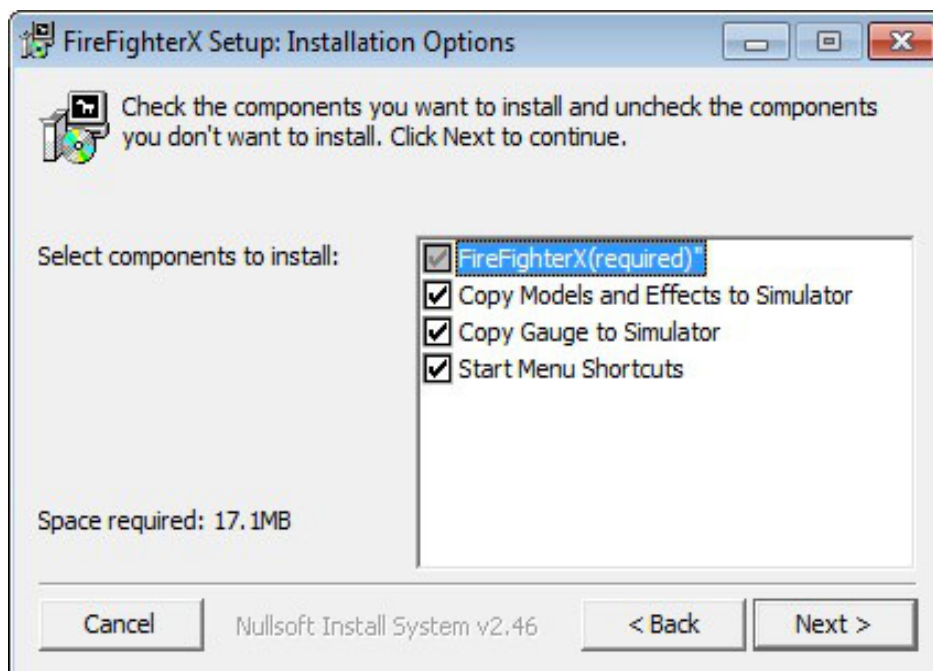 FireFighterX Setup: Installation Options
Check the components you want to install and uncheck the components
you don't want to install. Click Next to continue.
Select components to install:
FireFighterX(required)"
Copy Models and Effects to Simulator
Copy Gauge to Simulator
Start Menu Shortcuts
Space required: 17.1MB
Cancel
Nullsoft Install System v2.46
< Back
Next >